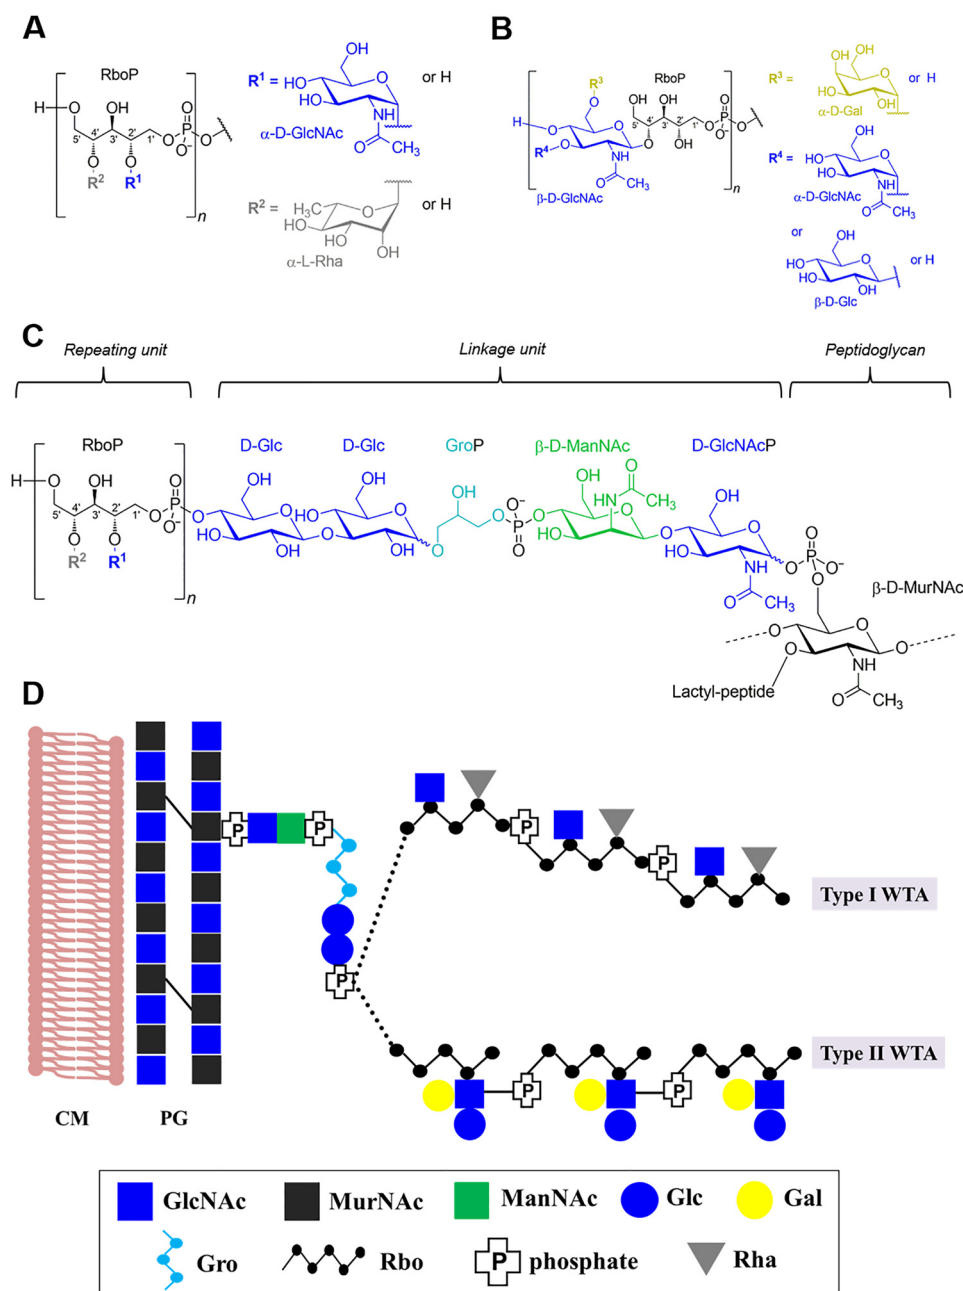 A
RboP
H
O
OH
O
P
O
O
O⁻
5'
4'
3'
2'
1'
O
O
R²
R¹
n
R¹ =
OH
HO
HO
O
NH
O
O
CH₃
α-D-GlcNAc
or H
R² =
H₃C
HO
HO
OH
O
O
α-L-Rha
or H
B
R³
RboP
H
O
O
O
OH
OH
OH
O
P
O
O
O⁻
R⁴
O
NH
O
O
OH
5'
4'
3'
2'
1'
O
CH₃
β-D-GlcNAc
n
R³ =
OH
OH
HO
OH
O
O
α-D-Gal
or H
R⁴ =
OH
HO
HO
O
NH
O
O
CH₃
α-D-GlcNAc
or
OH
HO
HO
OH
O
O
β-D-Glc
or H
C
Repeating unit
Linkage unit
Peptidoglycan
RboP
D-Glc
D-Glc
GroP
β-D-ManNAc
D-GlcNAcP
H
O
OH
O
P
O
O
O⁻
5'
4'
3'
2'
1'
O
O
R²
R¹
n
OH
O
HO
OH
O
OH
HO
O
OH
O
O
OH
O
O⁻
P
O
O
OH
HN
O
CH₃
O
HO
O
OH
O
HO
NH
O
CH₃
O
P
O
O⁻
O
β-D-MurNAc
O
O
O
O
NH
O
CH₃
Lactyl-peptide
D
P
P
P
P
P
Type I WTA
P
P
Type II WTA
CM
PG
GlcNAc
MurNAc
ManNAc
Glc
Gal
Gro
Rbo
P
phosphate
Rha